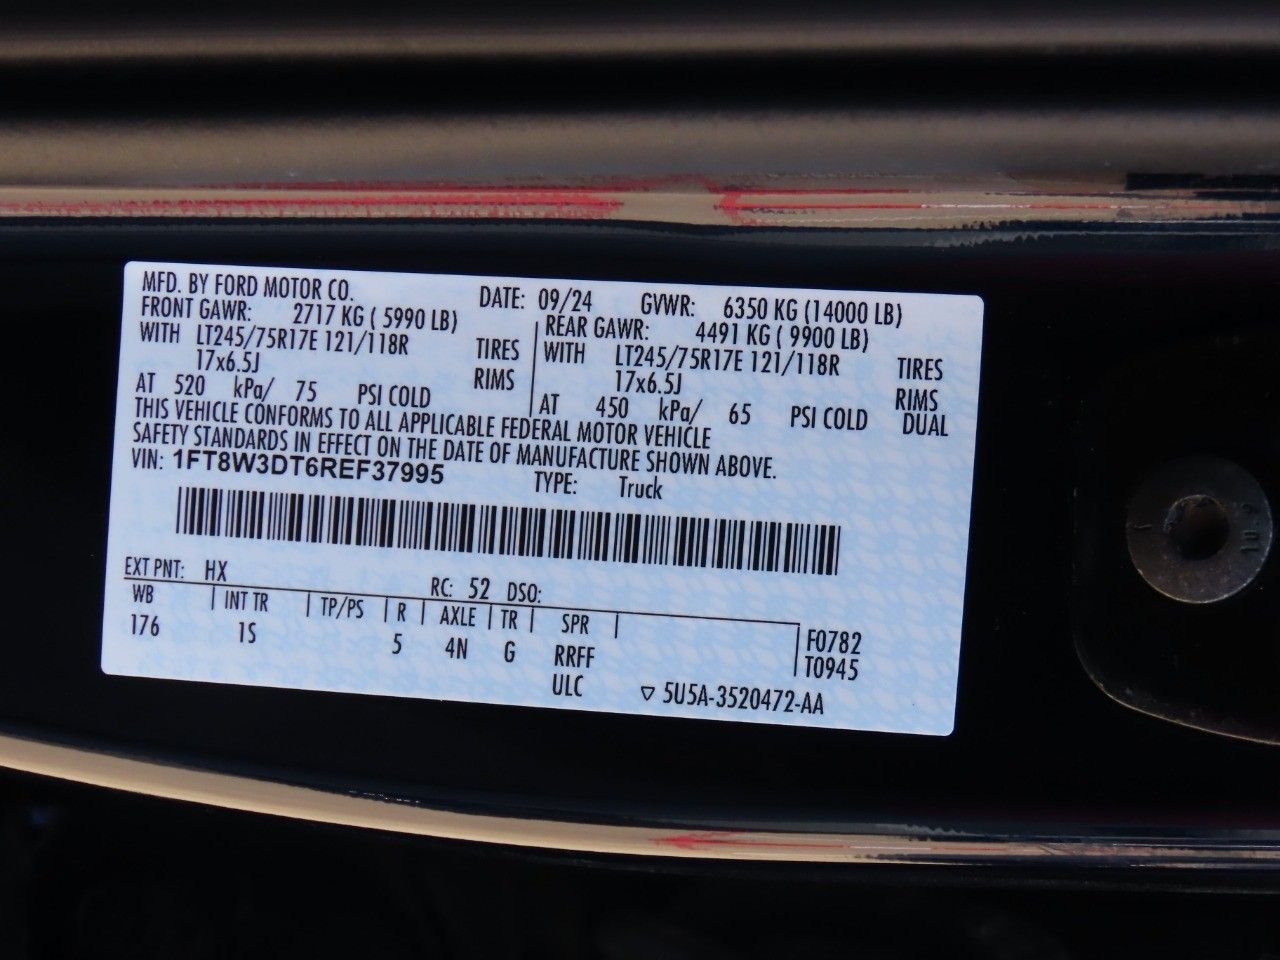 MFD. BY FORD MOTOR CO. DATE: 09/24 GVWR: 6350 KG (14000 LB)
FRONT GAWR: 2717 KG ( 5990 LB) REAR GAWR: 4491 KG ( 9900 LB)
WITH LT245/75R17E 121/118R TIRES WITH LT245/75R17E 121/118R TIRES
17x6.5J RIMS 17x6.5J RIMS
AT 520 kPa/ 75 PSI COLD AT 450 kPa/ 65 PSI COLD DUAL
THIS VEHICLE CONFORMS TO ALL APPLICABLE FEDERAL MOTOR VEHICLE
SAFETY STANDARDS IN EFFECT ON THE DATE OF MANUFACTURE SHOWN ABOVE.
VIN: 1FT8W3DT6REF37995 TYPE: Truck
EXT PNT: HX RC: 52 DSO:
WB INT TR TP/PS R AXLE TR SPR F0782
176 1S 5 4N G RRFF T0945
ULC ▽ 5U5A-3520472-AA